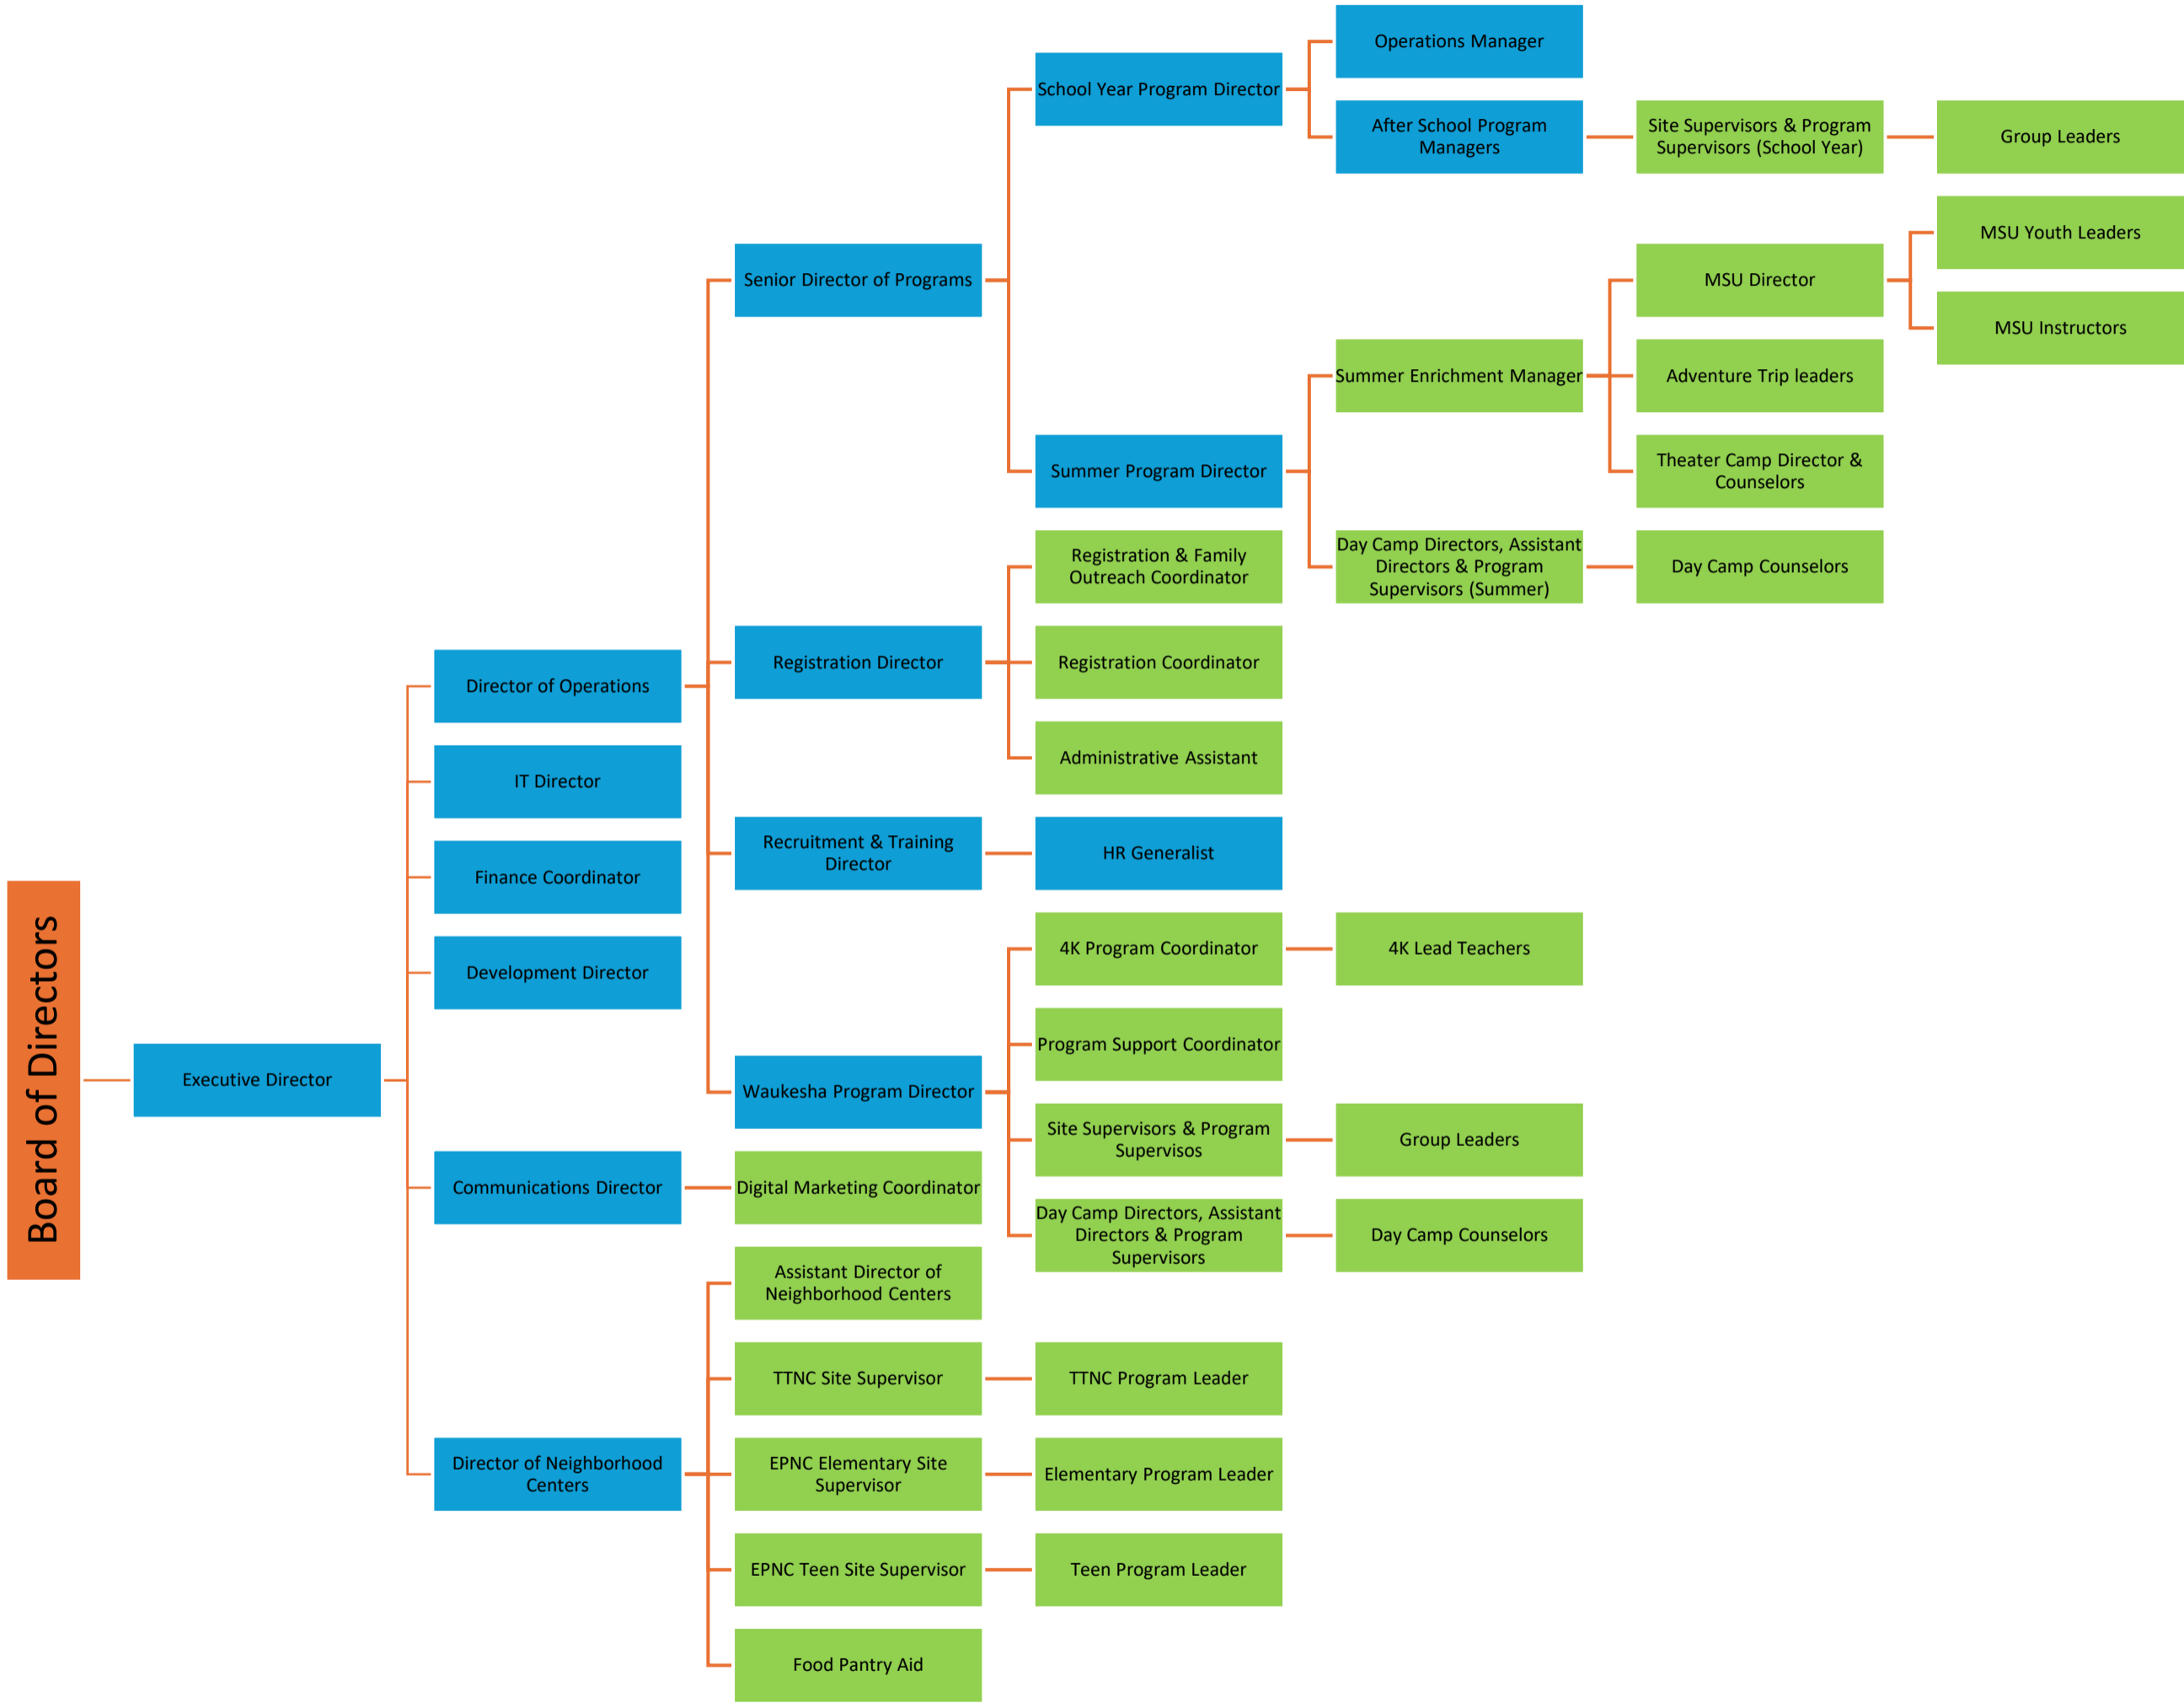 Board of Directors
Executive Director
Director of Operations
IT Director
Finance Coordinator
Development Director
Communications Director
Director of Neighborhood
Centers
Senior Director of Programs
Registration Director
Recruitment & Training
Director
Waukesha Program Director
Digital Marketing Coordinator
Assistant Director of
Neighborhood Centers
TTNC Site Supervisor
EPNC Elementary Site
Supervisor
EPNC Teen Site Supervisor
Food Pantry Aid
School Year Program Director
Summer Program Director
Registration & Family
Outreach Coordinator
Registration Coordinator
Administrative Assistant
HR Generalist
4K Program Coordinator
Program Support Coordinator
Site Supervisors & Program
Supervisos
Day Camp Directors, Assistant
Directors & Program
Supervisors
TTNC Program Leader
Elementary Program Leader
Teen Program Leader
Operations Manager
After School Program
Managers
Summer Enrichment Manager
Day Camp Directors, Assistant
Directors & Program
Supervisors (Summer)
4K Lead Teachers
Group Leaders
Day Camp Counselors
Site Supervisors & Program
Supervisors (School Year)
MSU Director
Adventure Trip leaders
Theater Camp Director &
Counselors
Day Camp Counselors
Group Leaders
MSU Youth Leaders
MSU Instructors